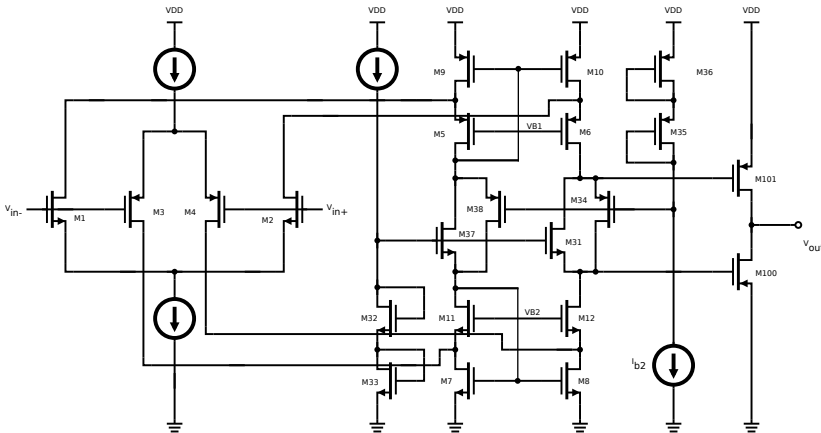 VDD VDD VDD VDD VDD VDD
M9 M10 M36
M5 VB1 M6 M35
M101
Vin- M1 M3 M4 M2 Vin+ M38 M34
M37 M31
Vou
M100
M32 M11 VB2 M12
Ib2
M33 M7 M8